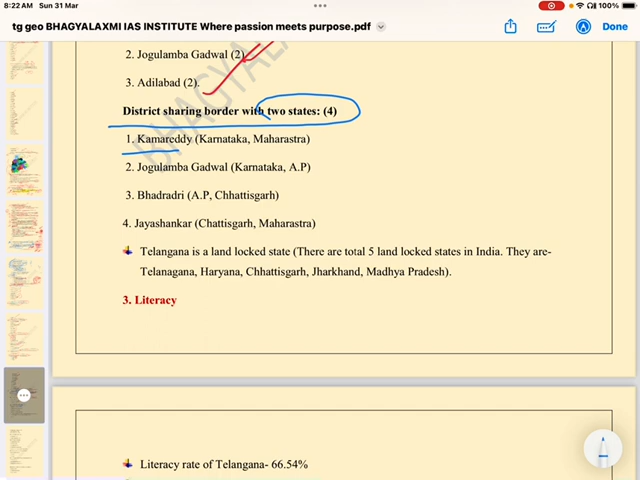 8:22 AM Sun 31 Mar
100%
tg geo BHAGYALAXMI IAS INSTITUTE Where passion meets purpose.pdf
Done
2. Jogulamba Gadwal (2)
3. Adilabad (2).
District sharing border with two states: (4)
1. Kamareddy (Karnataka, Maharastra)
2. Jogulamba Gadwal (Karnataka, A.P)
3. Bhadradri (A.P, Chhattisgarh)
4. Jayashankar (Chattisgarh, Maharastra)
Telangana is a land locked state (There are total 5 land locked states in India. They are-
Telanagana, Haryana, Chhattisgarh, Jharkhand, Madhya Pradesh).
3. Literacy
Literacy rate of Telangana- 66.54%